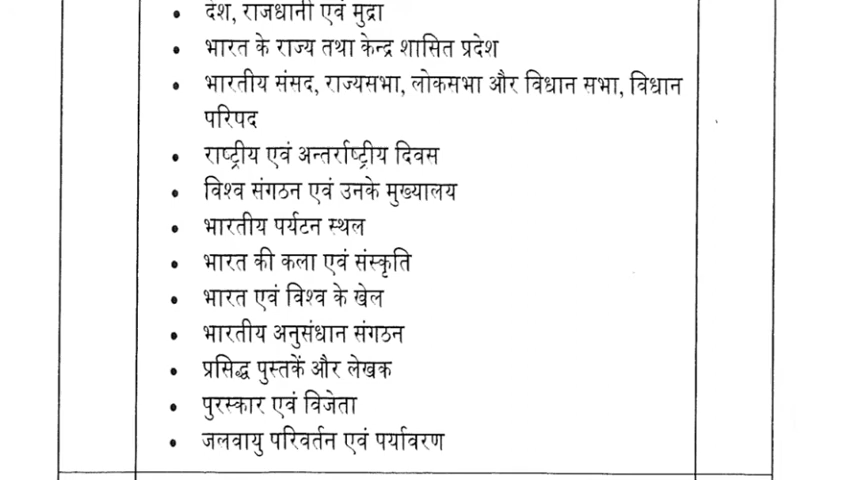 • देश, राजधानी एवं मुद्रा
• भारत के राज्य तथा केन्द्र शासित प्रदेश
• भारतीय संसद, राज्यसभा, लोकसभा और विधान सभा, विधान
परिपद
• राष्ट्रीय एवं अन्तर्राष्ट्रीय दिवस
• विश्व संगठन एवं उनके मुख्यालय
• भारतीय पर्यटन स्थल
• भारत की कला एवं संस्कृति
• भारत एवं विश्व के खेल
• भारतीय अनुसंधान संगठन
• प्रसिद्ध पुस्तकें और लेखक
• पुरस्कार एवं विजेता
• जलवायु परिवर्तन एवं पर्यावरण